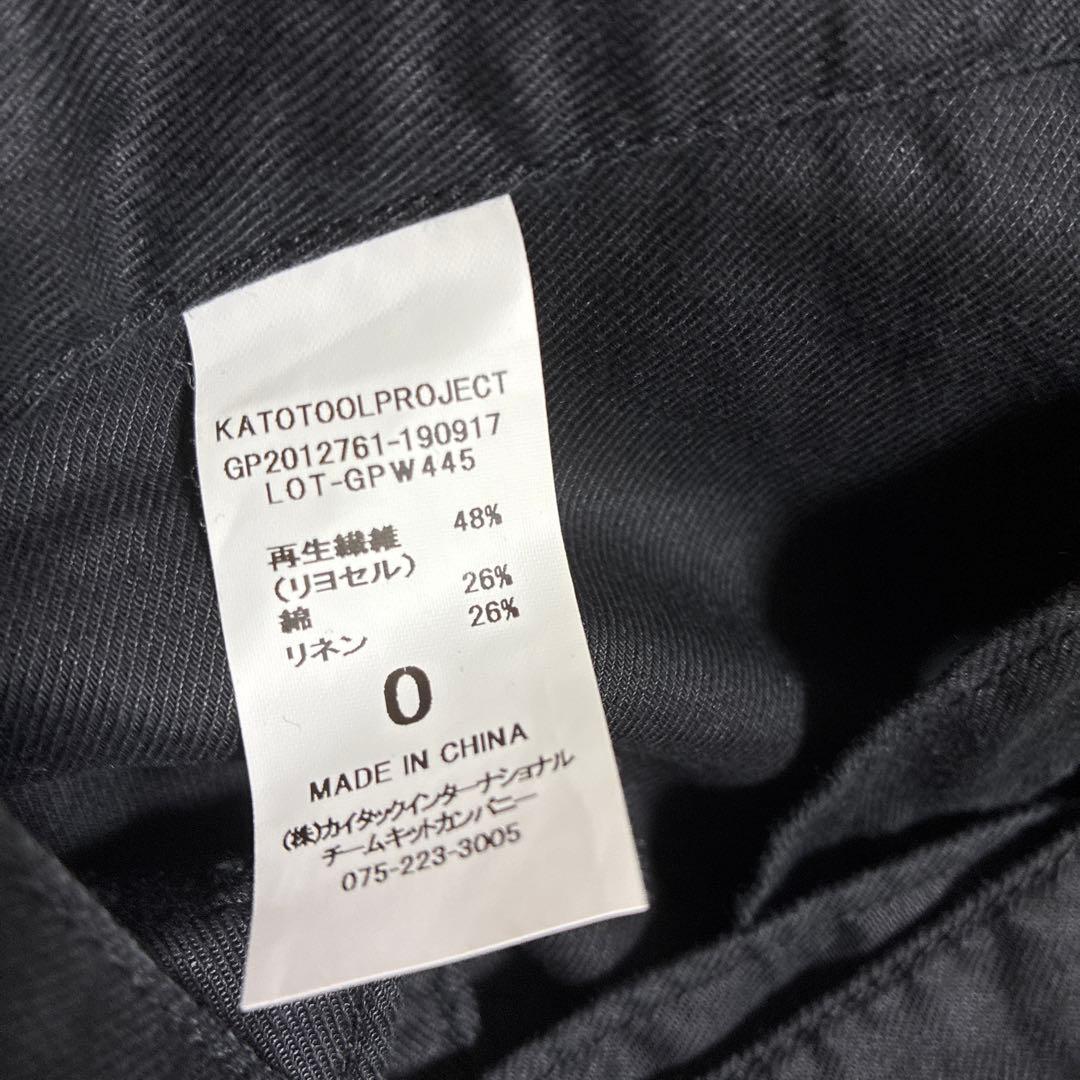 KATOTOOLPROJECT
GP2012761-190917
LOT-GPW445
再生繊維 48%
(リヨセル)
綿 26%
リネン 26%
0
MADE IN CHINA
(株)カイタックインターナショナル
チームキットカンパニー
075-223-3005